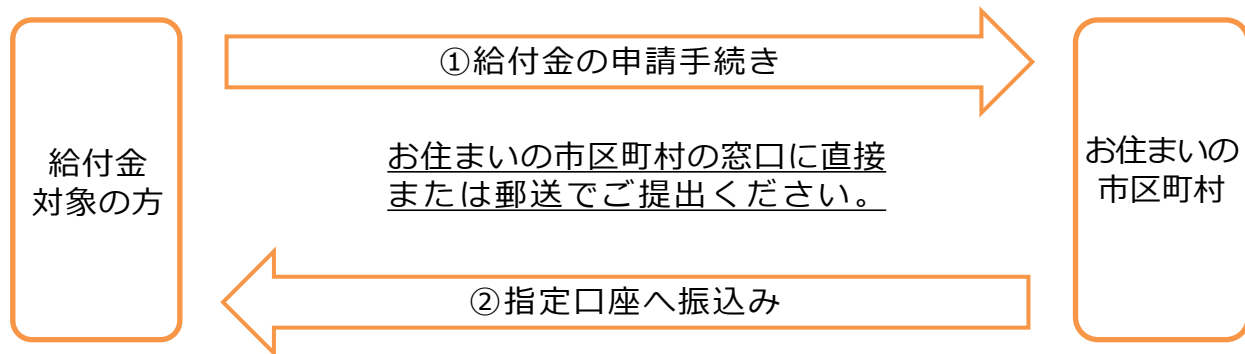 ①給付金の申請手続き
給付金
対象の方
お住まいの市区町村の窓口に直接
または郵送でご提出ください。
お住まいの
市区町村
②指定口座へ振込み